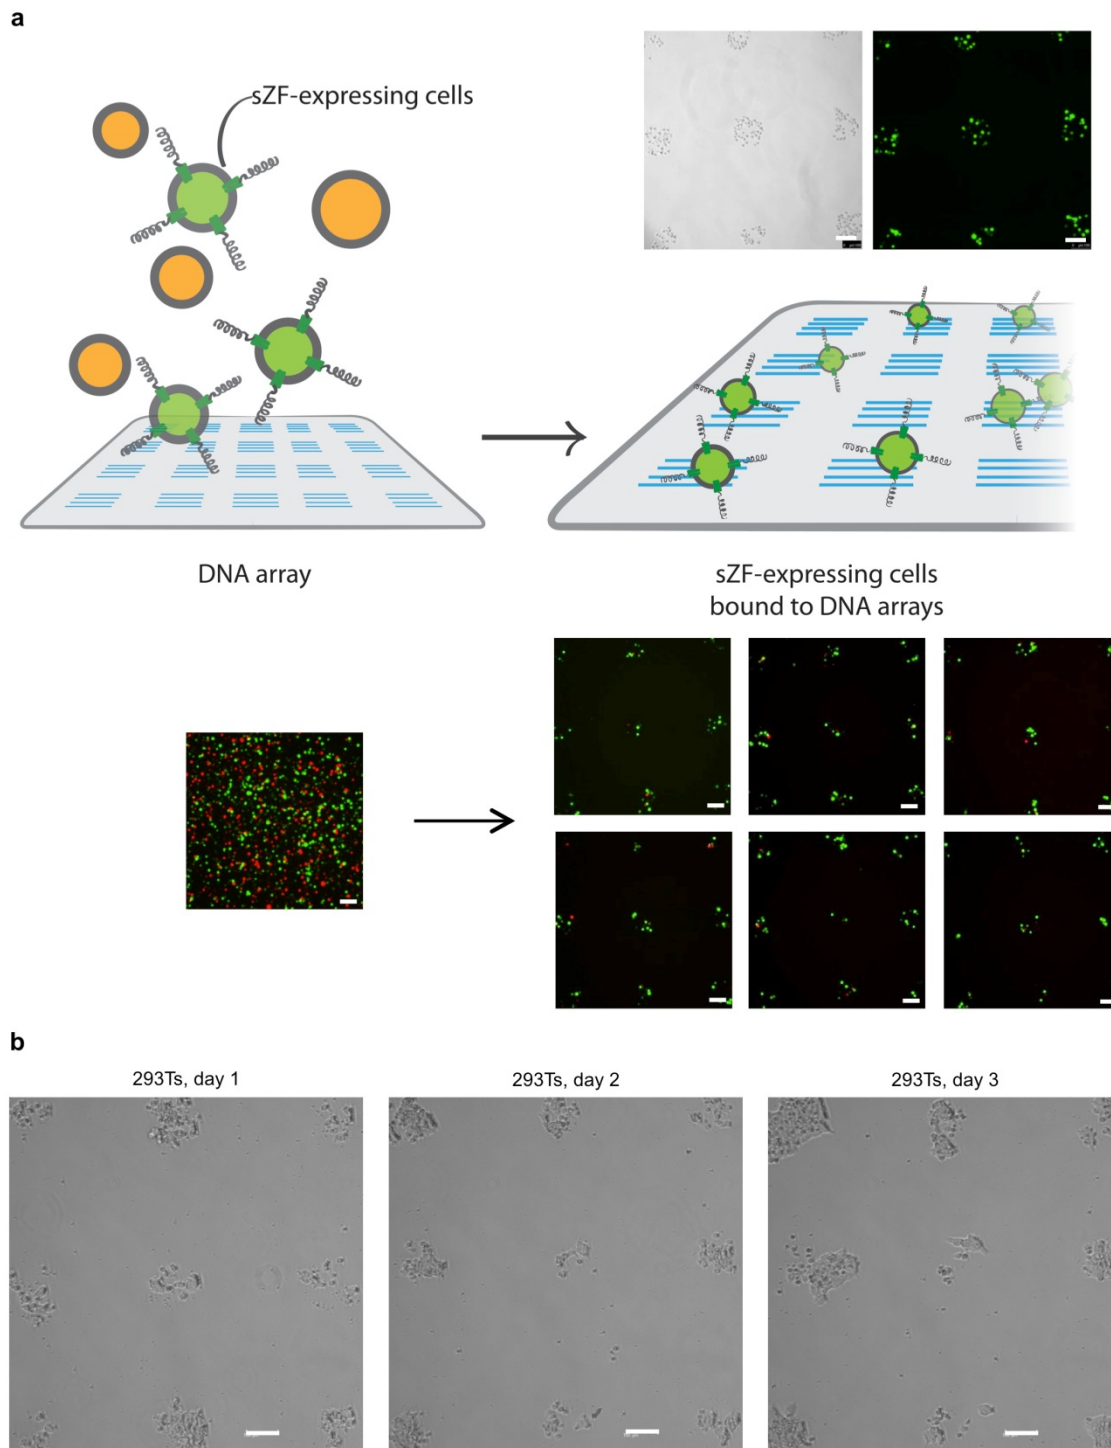 a
sZF-expressing cells
DNA array
sZF-expressing cells
bound to DNA arrays
b
293Ts, day 1
293Ts, day 2
293Ts, day 3